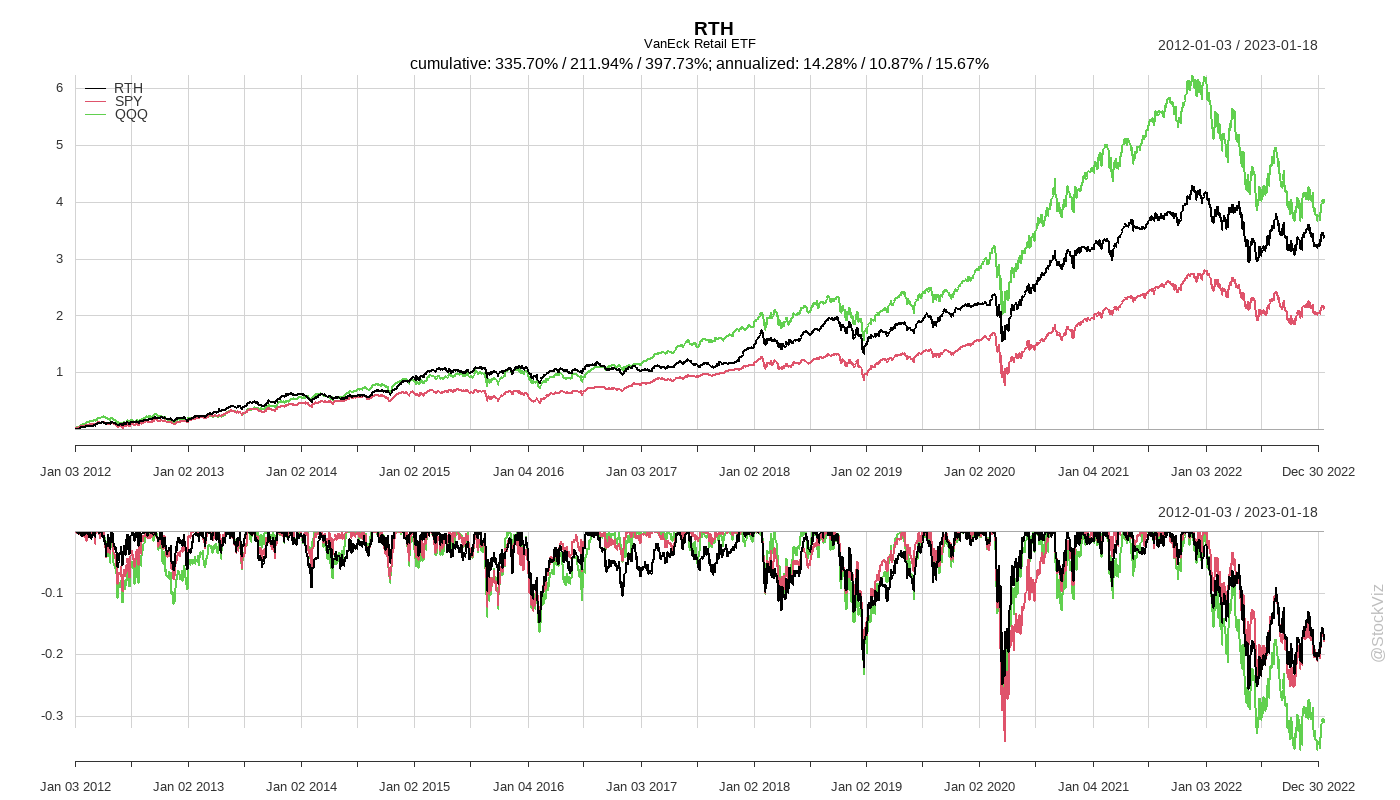 RTH
VanEck Retail ETF
2012-01-03 / 2023-01-18
cumulative: 335.70% / 211.94% / 397.73%; annualized: 14.28% / 10.87% / 15.67%
RTH
SPY
QQQ
6
5
4
3
2
1
Jan 03 2012 Jan 02 2013 Jan 02 2014 Jan 02 2015 Jan 04 2016 Jan 03 2017 Jan 02 2018 Jan 02 2019 Jan 02 2020 Jan 04 2021 Jan 03 2022 Dec 30 2022
2012-01-03 / 2023-01-18
-0.1
-0.2
-0.3
@StockViz
Jan 03 2012 Jan 02 2013 Jan 02 2014 Jan 02 2015 Jan 04 2016 Jan 03 2017 Jan 02 2018 Jan 02 2019 Jan 02 2020 Jan 04 2021 Jan 03 2022 Dec 30 2022